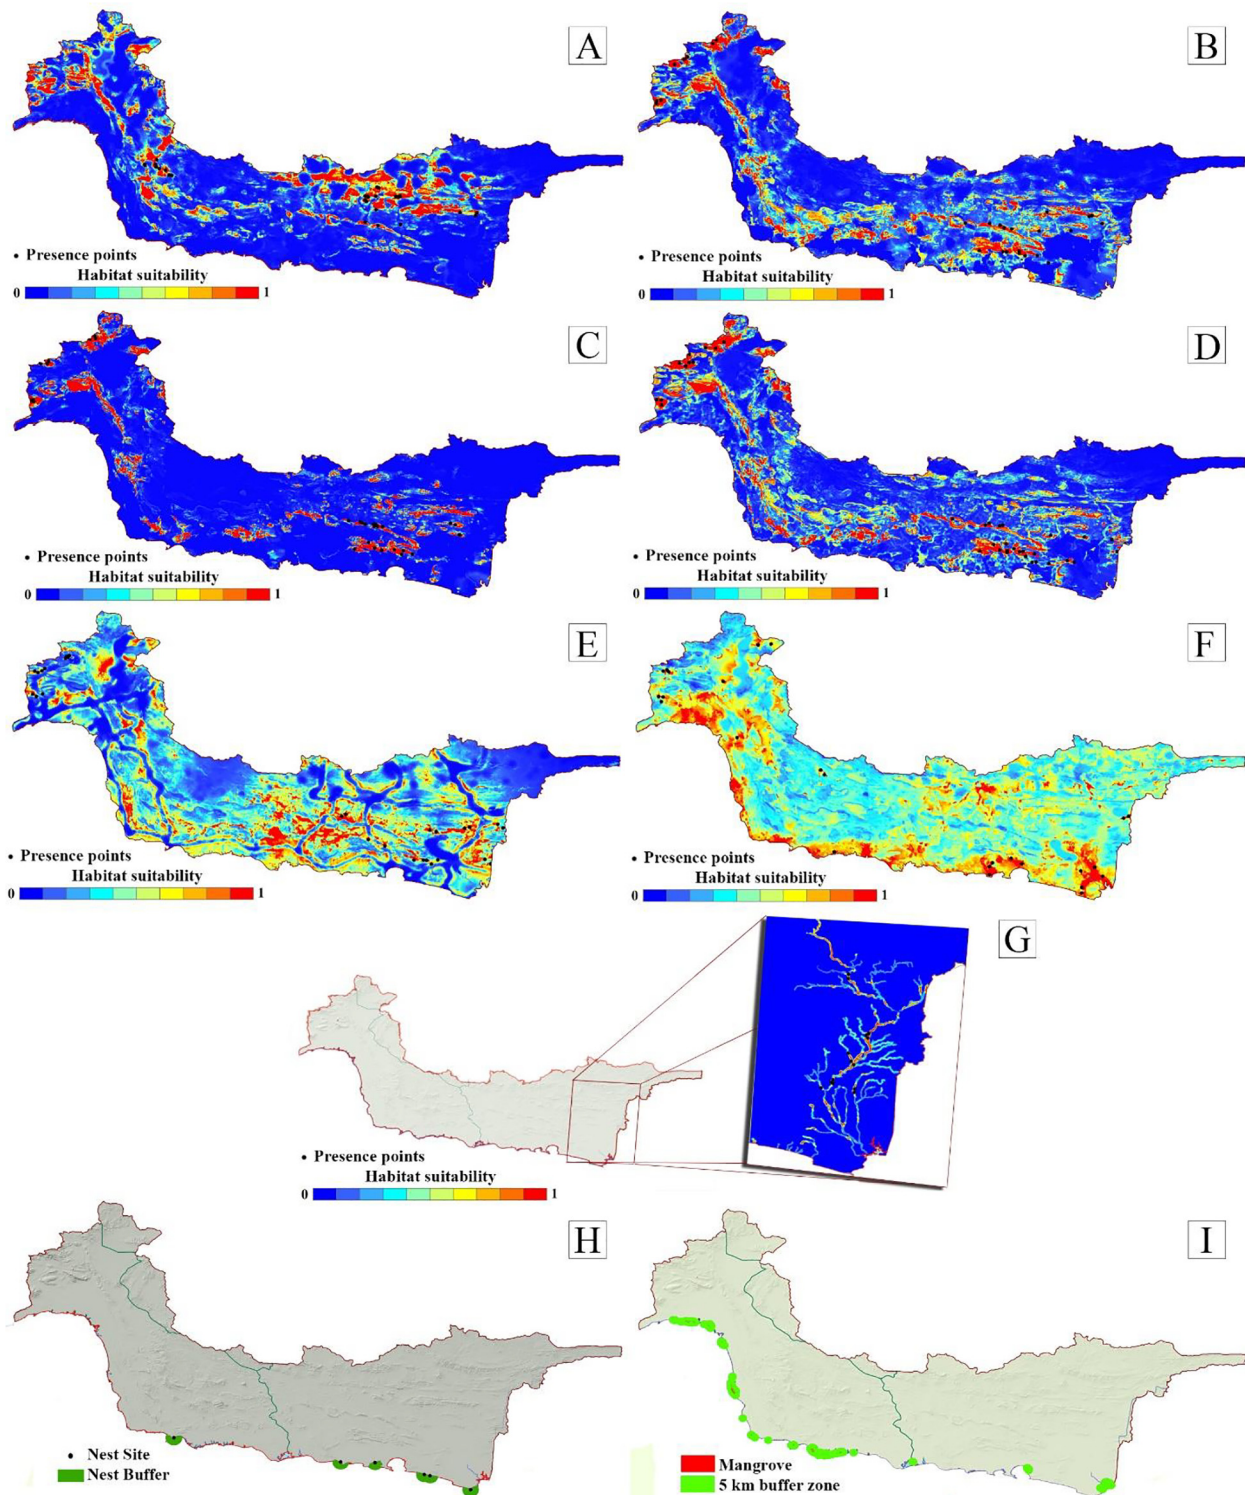 A
B
Presence points
Habitat suitability
0 1
Presence points
Habitat suitability
0 1
C
D
Presence points
Habitat suitability
0 1
Presence points
Habitat suitability
0 1
E
F
Presence points
Habitat suitability
0 1
Presence points
Habitat suitability
0 1
G
Presence points
Habitat suitability
0 1
H
I
Nest Site
Nest Buffer
Mangrove
5 km buffer zone